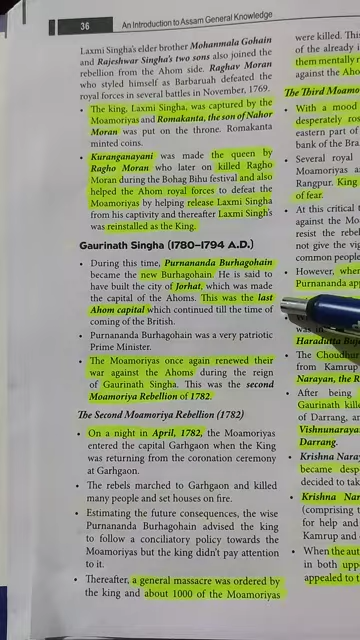 36
An Introduction to Assam General Knowledge
Laxmi Singha's elder brother Mohanmala Gohain
and Rajeshwar Singha's two sons also joined the
rebellion from the Ahom side. Raghav Moran
who styled himself as Barbaruah defeated the
royal forces in several battles in November, 1769.
• The king, Laxmi Singha, was captured by the
Moamoriyas and Romakanta, the son of Nahor
Moran was put on the throne. Romakanta
minted coins.
• Kuranganayani was made the queen by
Ragho Moran who later on killed Ragho
Moran during the Bohag Bihu festival and also
helped the Ahom royal forces to defeat the
Moamoriyas by helping release Laxmi Singha
from his captivity and thereafter Laxmi Singh's
was reinstalled as the King.
Gaurinath Singha (1780–1794 A.D.)
• During this time, Purnananda Burhagohain
became the new Burhagohain. He is said to
have built the city of Jorhat, which was made
the capital of the Ahoms. This was the last
Ahom capital which continued till the time of
coming of the British.
• Purnananda Burhagohain was a very patriotic
Prime Minister.
• The Moamoriyas once again renewed their
war against the Ahoms during the reign
of Gaurinath Singha. This was the second
Moamoriya Rebellion of 1782.
The Second Moamoriya Rebellion (1782)
• On a night in April, 1782, the Moamoriyas
entered the capital Garhgaon when the King
was returning from the coronation ceremony
at Garhgaon.
• The rebels marched to Garhgaon and killed
many people and set houses on fire.
• Estimating the future consequences, the wise
Purnananda Burhagohain advised the king
to follow a conciliatory policy towards the
Moamoriyas but the king didn't pay attention
to it.
• Thereafter, a general massacre was ordered by
the king and about 1000 of the Moamoriyas
were killed. This
of the already
them mentally
against the Aho
The Third Moamo
• With a mood
desperately ros
eastern part of
bank of the Bra
• Several royal
Moamoriyas a
Rangpur. King
of fear.
• At this critical
against the Mo
resist the rebe
not give the vig
common people
• However, when
Purnananda ap
was in
Haradutta Buj
• The Choudhur
from Kamrup
Narayan, the R
• After being
Gaurinath kille
of Darrang, an
Vishnunaraya
Darrang.
• Krishna Naray
became desp
decided to tak
• Krishna Nar
(comprising t
for help and
Kamrup and
• When the aut
in both upp
appealed to t